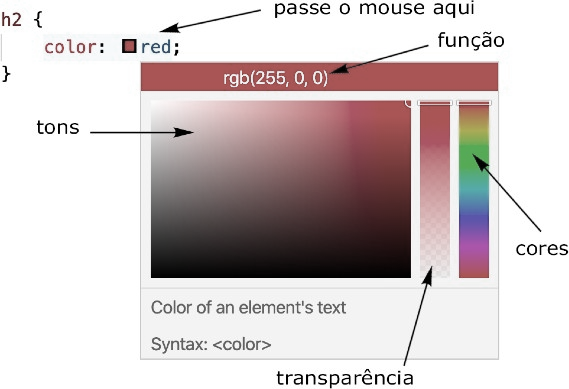 passe o mouse aqui
h2 {
color: red;
função
}
rgb(255, 0, 0)
tons
cores
Color of an element's text
Syntax: <color>
transparência